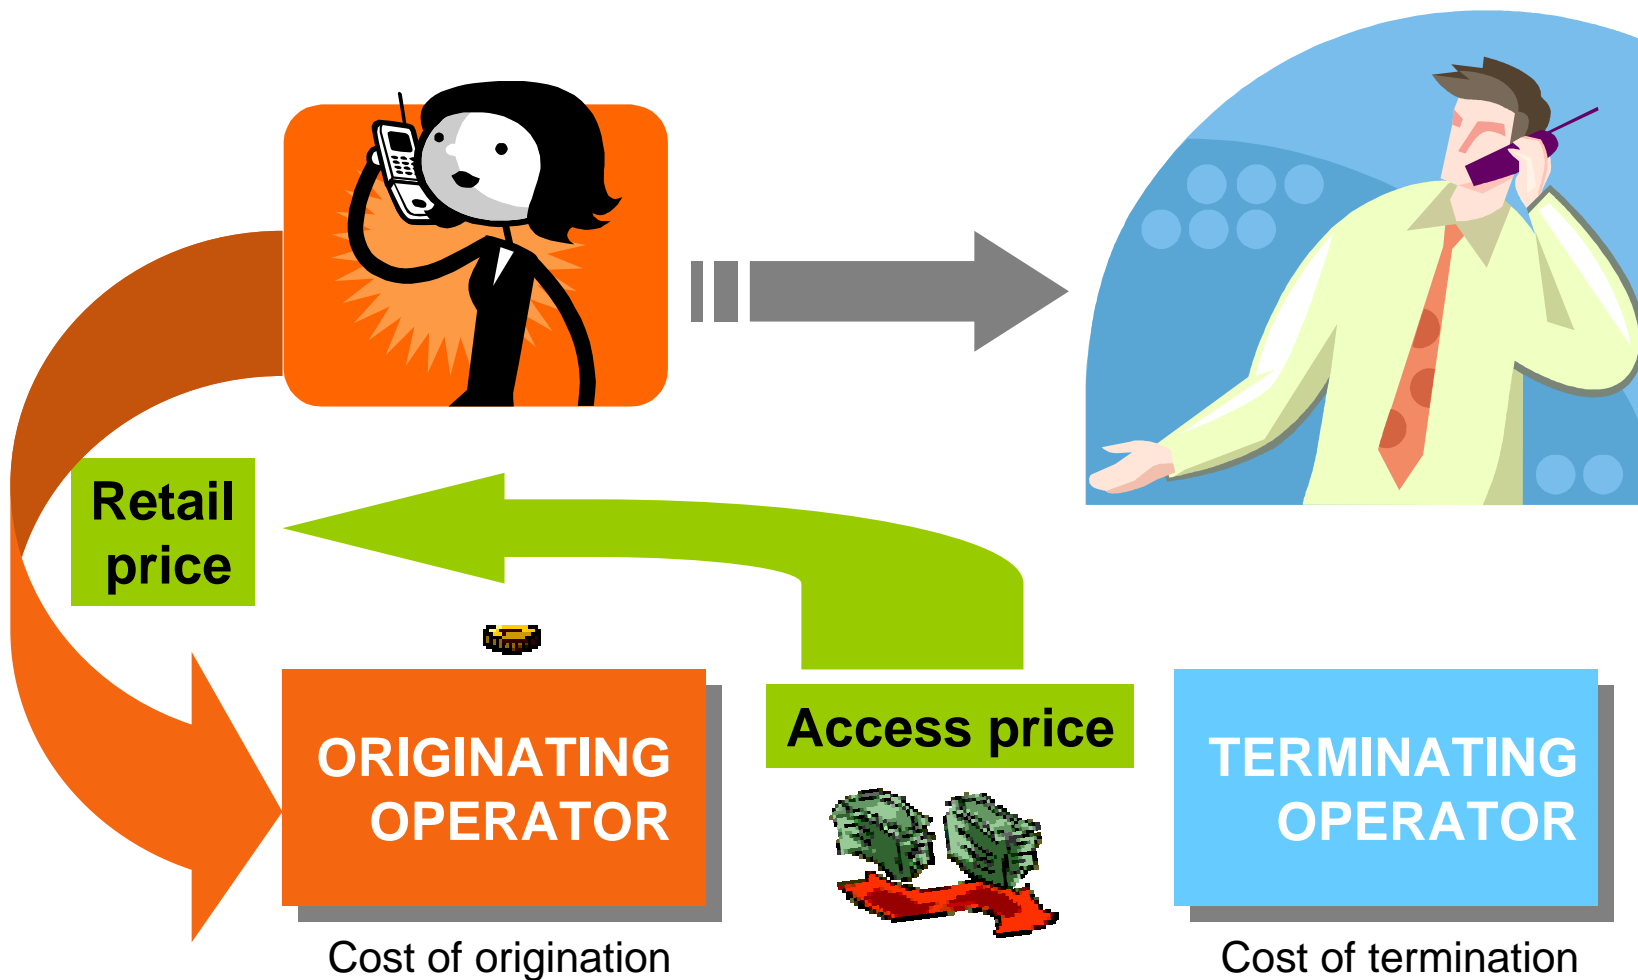 Retail
price
Access price
ORIGINATING
OPERATOR
TERMINATING
OPERATOR
Cost of origination
Cost of termination